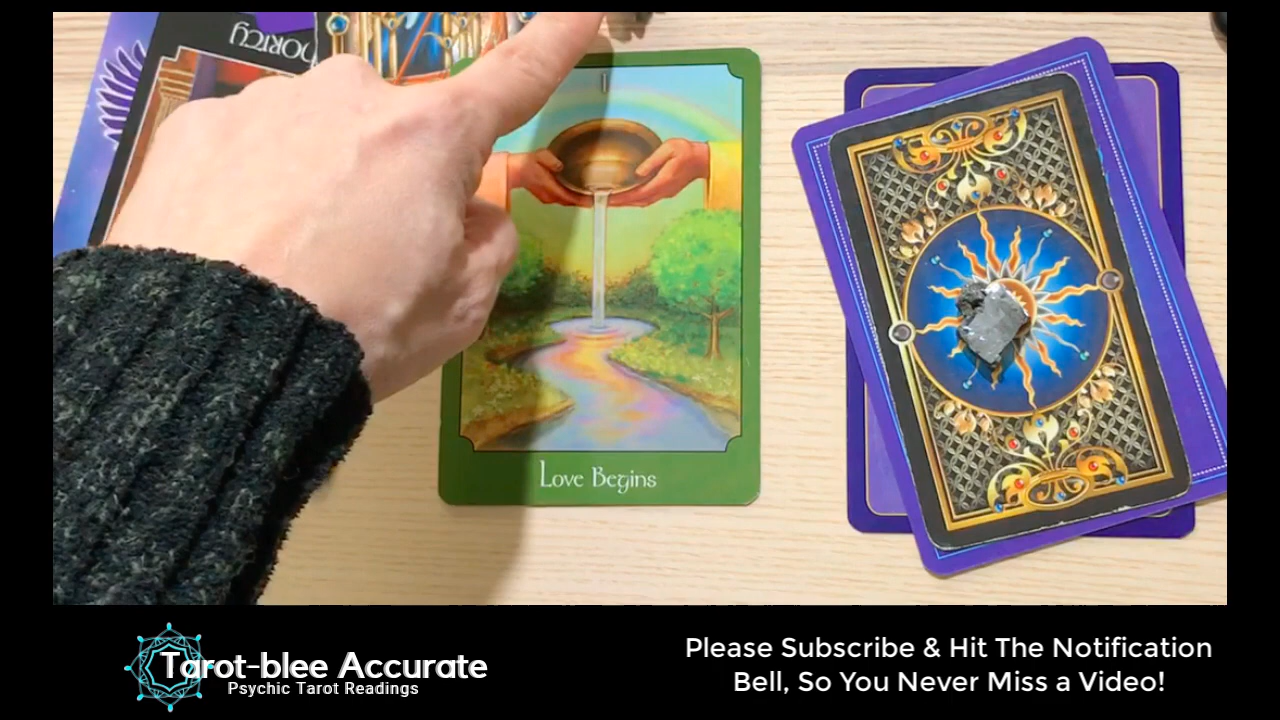 ORITY
I
Love Begins
Tarot-blee Accurate
Psychic Tarot Readings
Please Subscribe & Hit The Notification
Bell, So You Never Miss a Video!